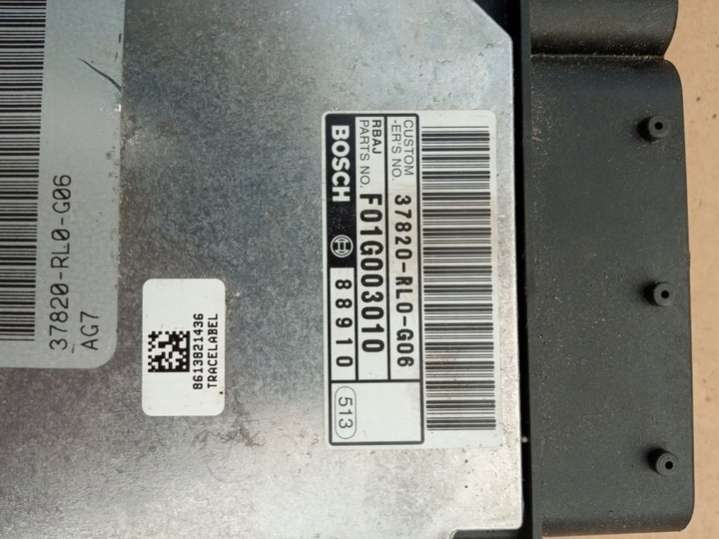 37820-RL0-G06
AG7
8613821436
TRACELABEL
CUSTOM
-ER'S NO. 37820-RL0-G06
RBAJ
PARTS NO. F01G003010
BOSCH 88910 513